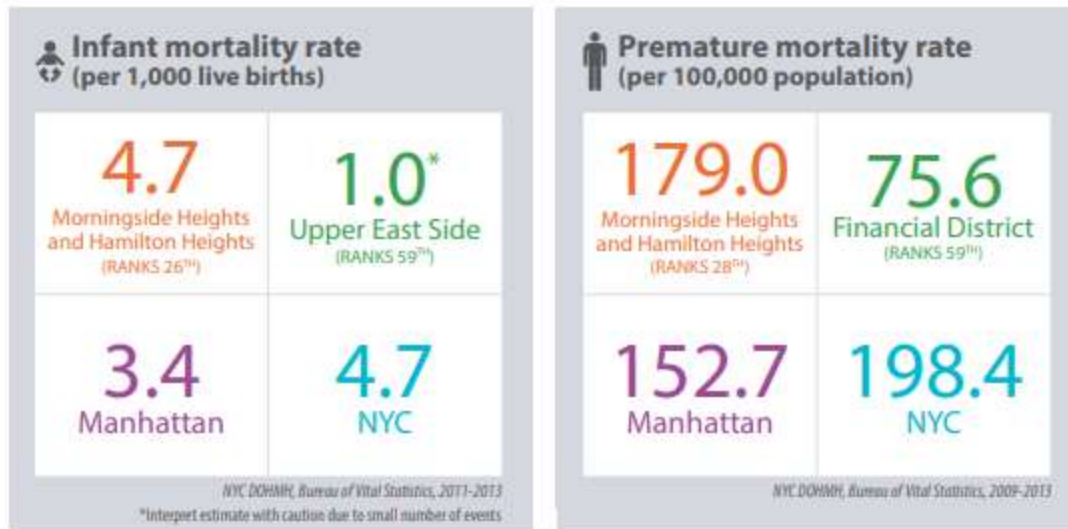 Infant mortality rate
(per 1,000 live births)
4.7
Morningside Heights
and Hamilton Heights
(RANKS 26TH)
1.0*
Upper East Side
(RANKS 59TH)
3.4
Manhattan
4.7
NYC
NYC DOHMH, Bureau of Vital Statistics, 2011-2013
*Interpret estimate with caution due to small number of events
Premature mortality rate
(per 100,000 population)
179.0
Morningside Heights
and Hamilton Heights
(RANKS 28TH)
75.6
Financial District
(RANKS 59TH)
152.7
Manhattan
198.4
NYC
NYC DOHMH, Bureau of Vital Statistics, 2009-2013